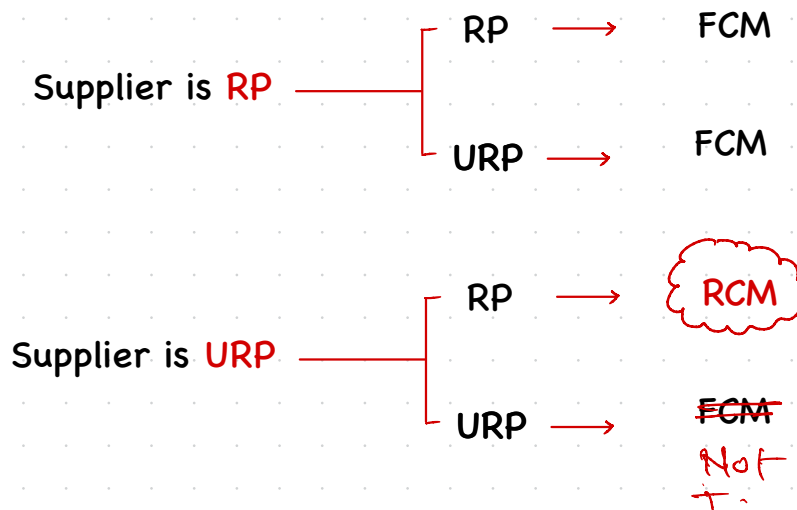 RP → FCM
Supplier is RP
URP → FCM
RP → RCM
Supplier is URP
URP → FCM
Not